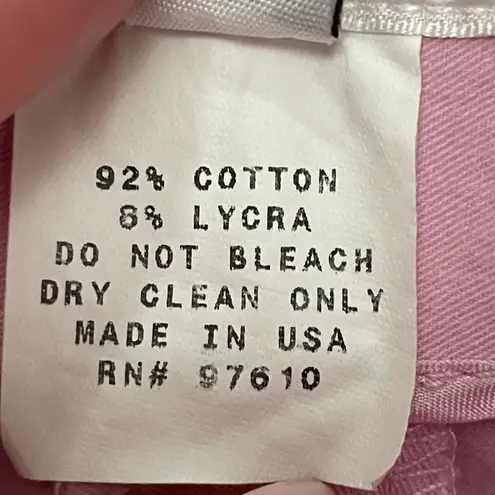 92% COTTON
8% LYCRA
DO NOT BLEACH
DRY CLEAN ONLY
MADE IN USA
RN# 97610